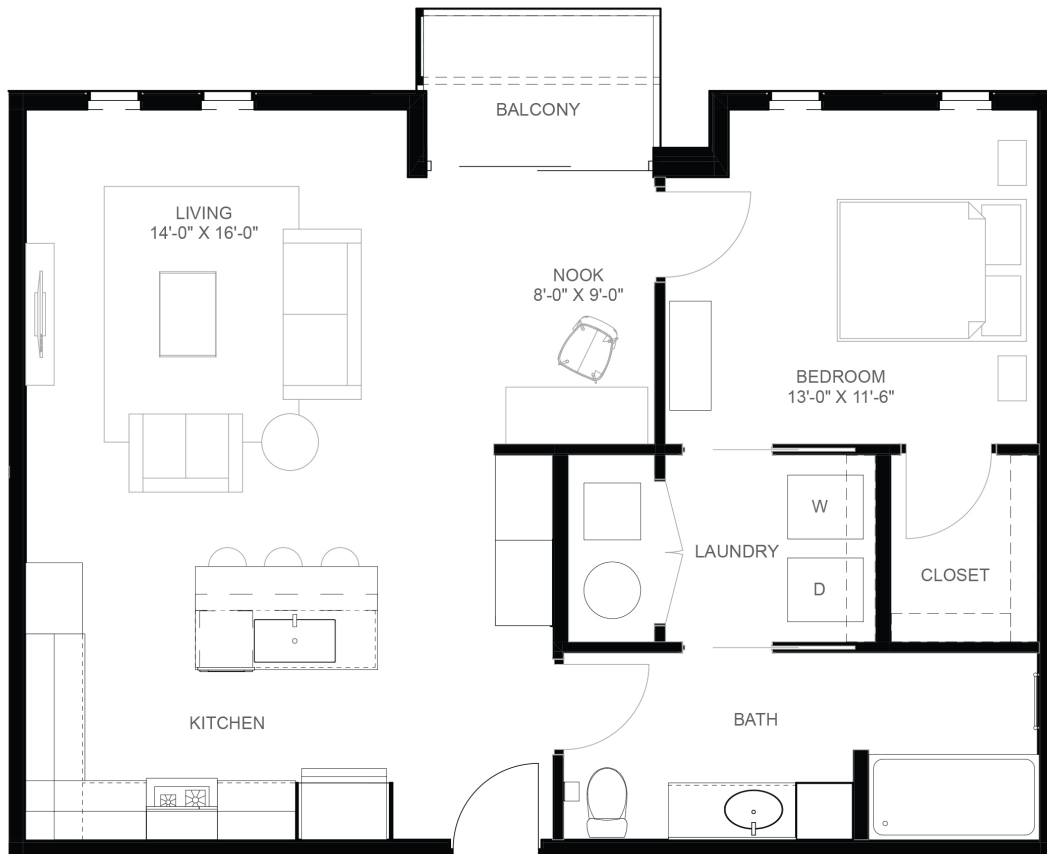 BALCONY
LIVING
14'-0" X 16'-0"
NOOK
8'-0" X 9'-0"
BEDROOM
13'-0" X 11'-6"
W
LAUNDRY
D
CLOSET
KITCHEN
BATH